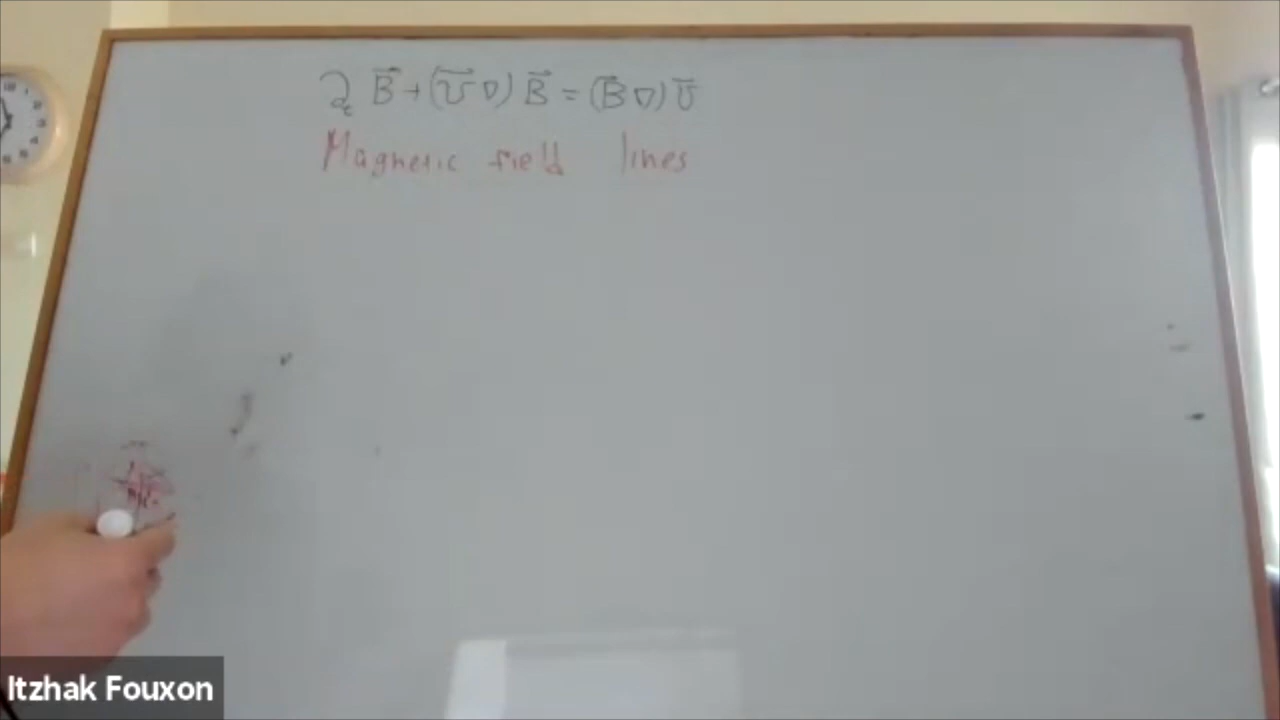 ∂ₜ B⃗ + (U⃗ ∇) B⃗ = (B⃗ ∇) U⃗
Magnetic field lines
Itzhak Fouxon